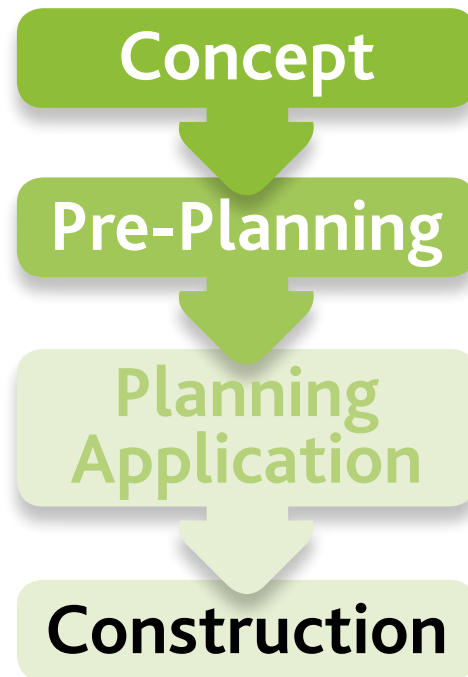 Concept
Pre-Planning
Planning
Application
Construction